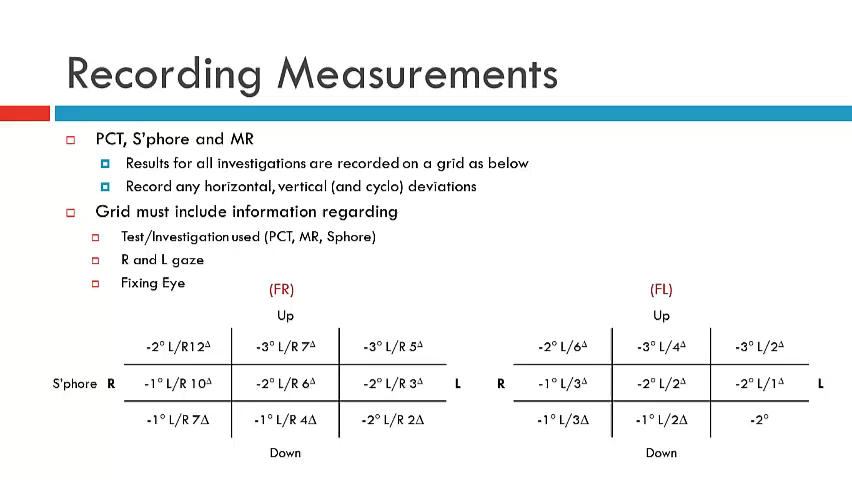 Recording Measurements
PCT, S'phore and MR
Results for all investigations are recorded on a grid as below
Record any horizontal, vertical (and cyclo) deviations
Grid must include information regarding
Test/Investigation used (PCT, MR, Sphore)
R and L gaze
Fixing Eye
(FR) (FL)
Up Up
-2° L/R12Δ -3° L/R 7Δ -3° L/R 5Δ -2° L/6Δ -3° L/4Δ -3° L/2Δ
S'phore R -1° L/R 10Δ -2° L/R 6Δ -2° L/R 3Δ L R -1° L/3Δ -2° L/2Δ -2° L/1Δ L
-1° L/R 7Δ -1° L/R 4Δ -2° L/R 2Δ -1° L/3Δ -1° L/2Δ -2°
Down Down